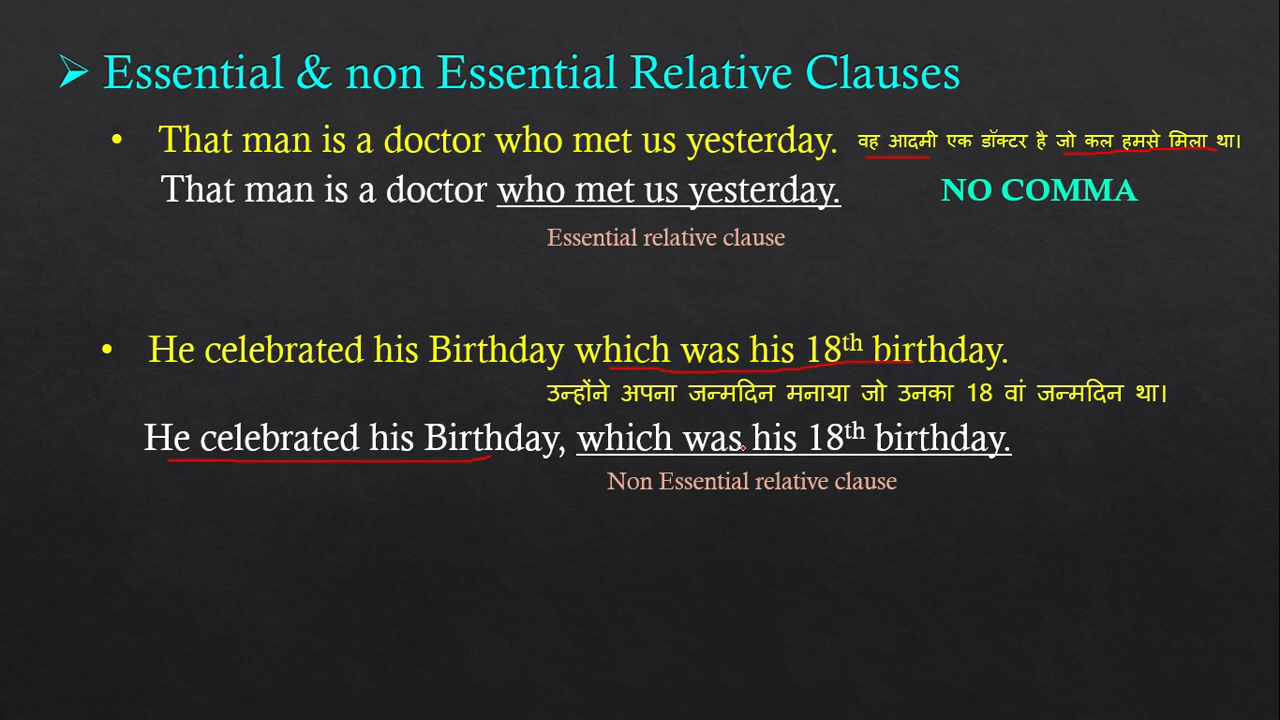 ➢ Essential & non Essential Relative Clauses
• That man is a doctor who met us yesterday. वह आदमी एक डॉक्टर है जो कल हमसे मिला था।
That man is a doctor who met us yesterday. NO COMMA
Essential relative clause
• He celebrated his Birthday which was his 18th birthday.
उन्होंने अपना जन्मदिन मनाया जो उनका 18 वां जन्मदिन था।
He celebrated his Birthday, which was his 18th birthday.
Non Essential relative clause